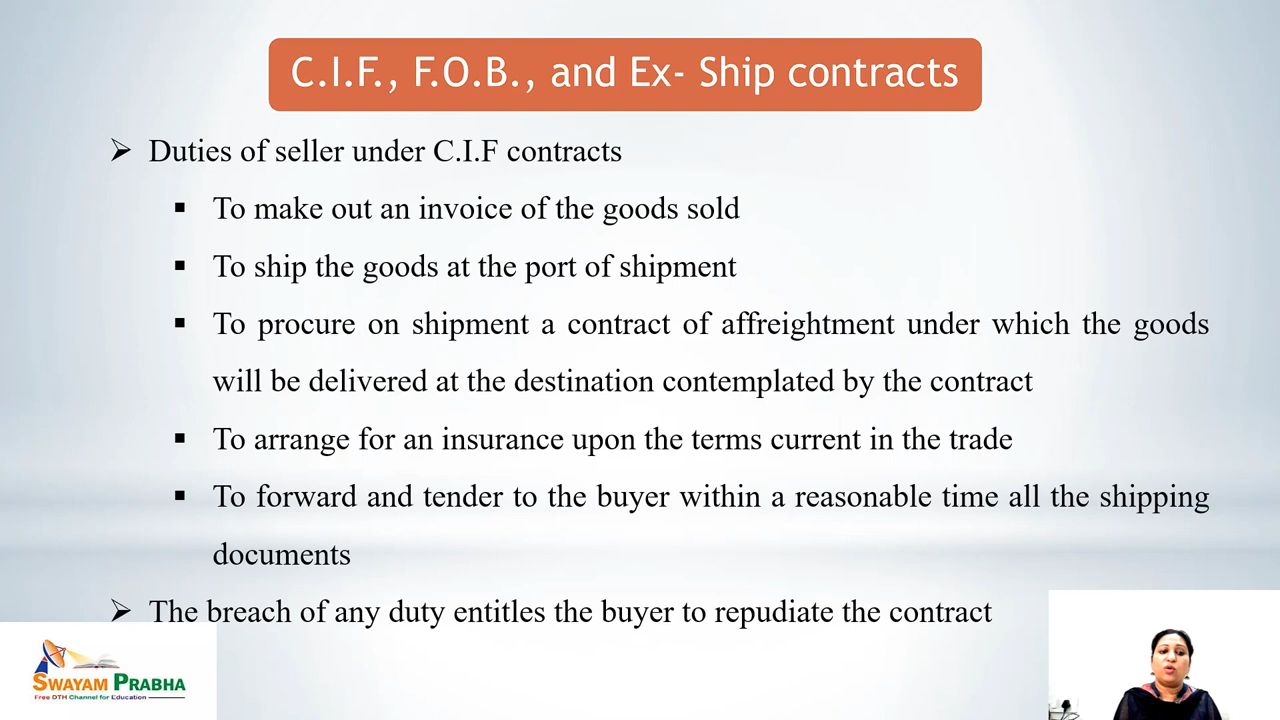 C.I.F., F.O.B., and Ex- Ship contracts
Duties of seller under C.I.F contracts
To make out an invoice of the goods sold
To ship the goods at the port of shipment
To procure on shipment a contract of affreightment under which the goods
will be delivered at the destination contemplated by the contract
To arrange for an insurance upon the terms current in the trade
To forward and tender to the buyer within a reasonable time all the shipping
documents
The breach of any duty entitles the buyer to repudiate the contract
SWAYAM PRABHA
Free DTH Channel for Education